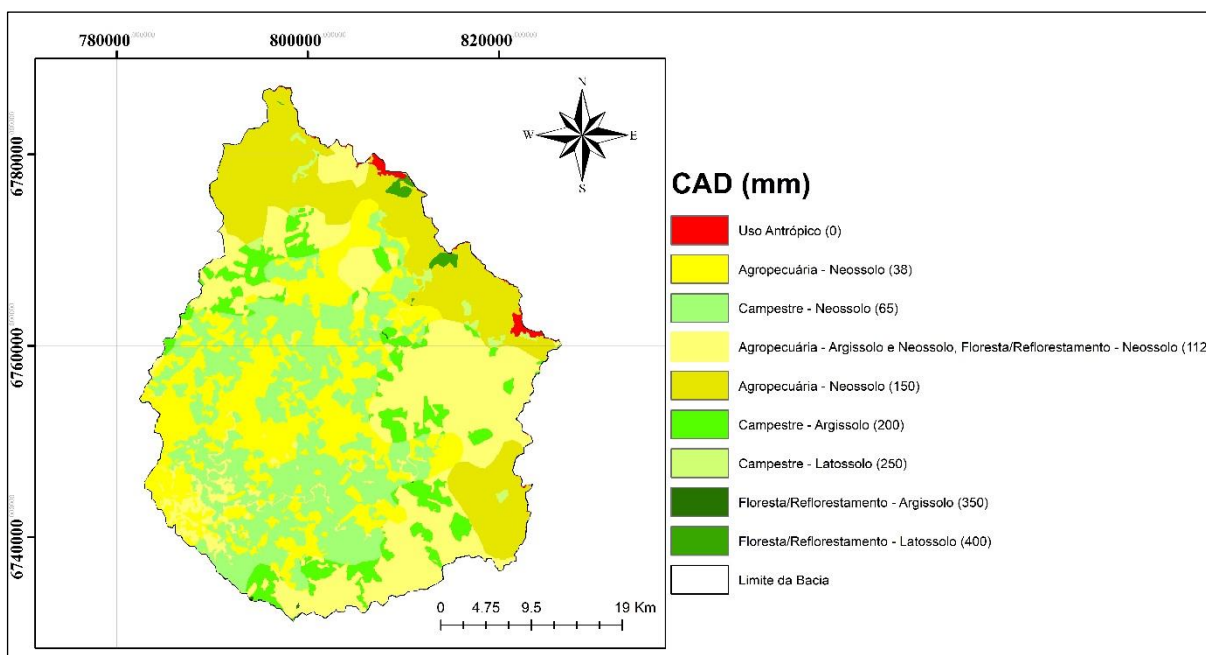 780000 800000 820000
N
W E
S
6780000
6760000
6740000
0 4.75 9.5 19 Km
CAD (mm)
Uso Antrópico (0)
Agropecuária - Neossolo (38)
Campestre - Neossolo (65)
Agropecuária - Argissolo e Neossolo, Floresta/Reflorestamento - Neossolo (112
Agropecuária - Neossolo (150)
Campestre - Argissolo (200)
Campestre - Latossolo (250)
Floresta/Reflorestamento - Argissolo (350)
Floresta/Reflorestamento - Latossolo (400)
Limite da Bacia